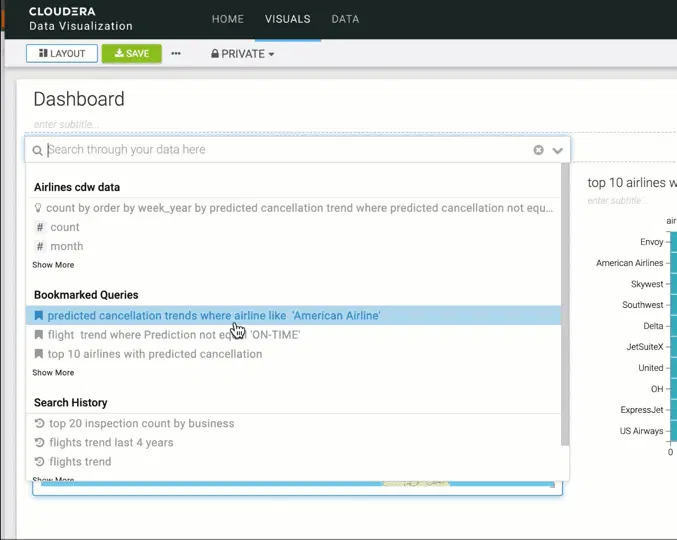 CLOUDERA
Data Visualization
HOME VISUALS DATA
LAYOUT SAVE ••• PRIVATE
Dashboard
enter subtitle...
Search through your data here
Airlines cdw data
count by order by week_year by predicted cancellation trend where predicted cancellation not equ...
# count
# month
Show More
Bookmarked Queries
predicted cancellation trends where airline like 'American Airline'
flight trend where Prediction not 'ON-TIME'
top 10 airlines with predicted cancellation
Show More
Search History
top 20 inspection count by business
flights trend last 4 years
flights trend
Show More
top 10 airlines w
enter subtitle...
air
Envoy
American Airlines
Skywest
Southwest
Delta
JetSuiteX
United
OH
ExpressJet
US Airways
0